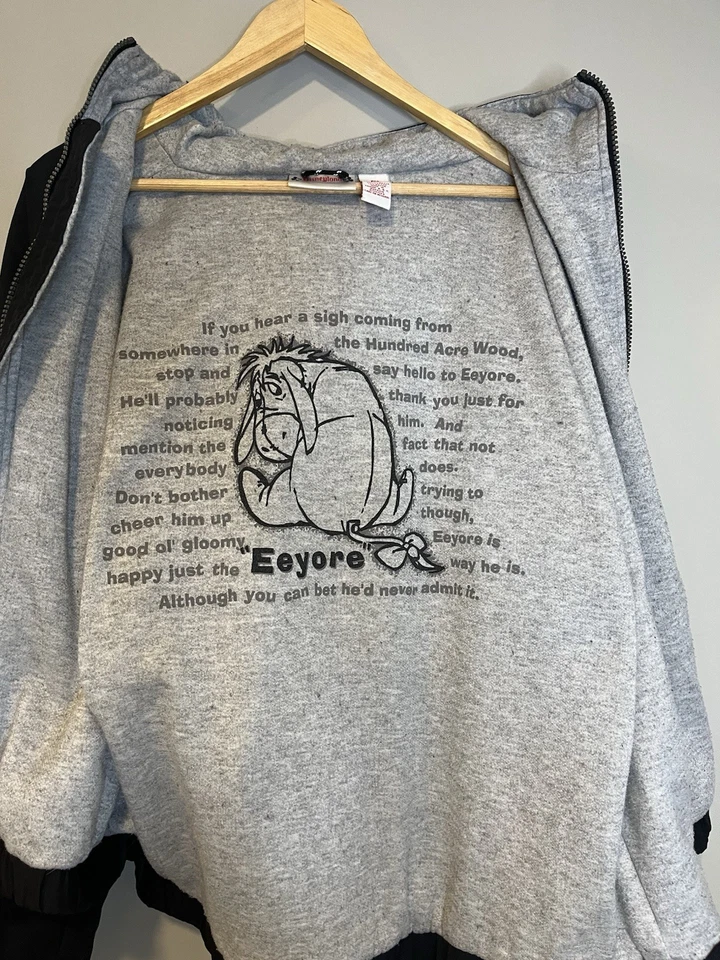 If you hear a sigh coming from
somewhere in the Hundred Acre Wood,
stop and say hello to Eeyore.
He'll probably thank you just for
noticing him. And
mention the fact that not
everybody does.
Don't bother trying to
cheer him up though,
good ol' gloomy Eeyore is
happy just the "Eeyore" way he is.
Although you can bet he'd never admit it.